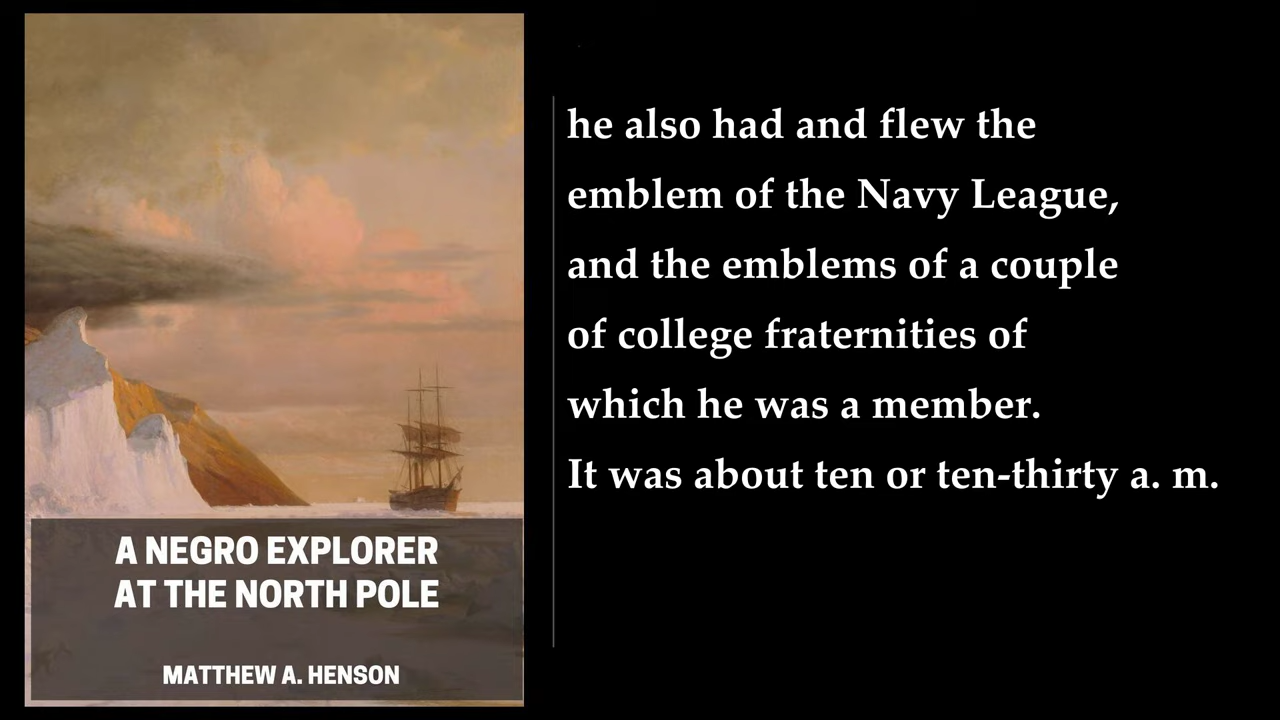 A NEGRO EXPLORER
AT THE NORTH POLE
MATTHEW A. HENSON
he also had and flew the
emblem of the Navy League,
and the emblems of a couple
of college fraternities of
which he was a member.
It was about ten or ten-thirty a. m.